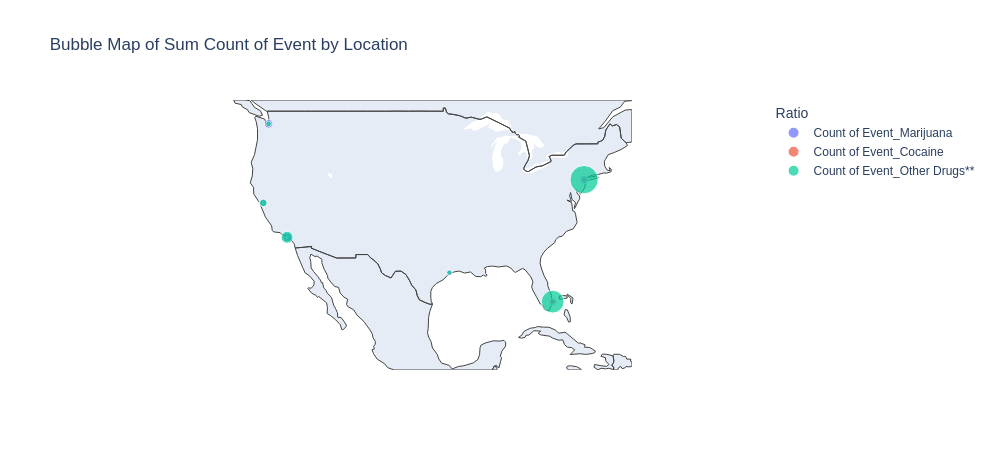 Bubble Map of Sum Count of Event by Location
Ratio
Count of Event_Marijuana
Count of Event_Cocaine
Count of Event_Other Drugs**